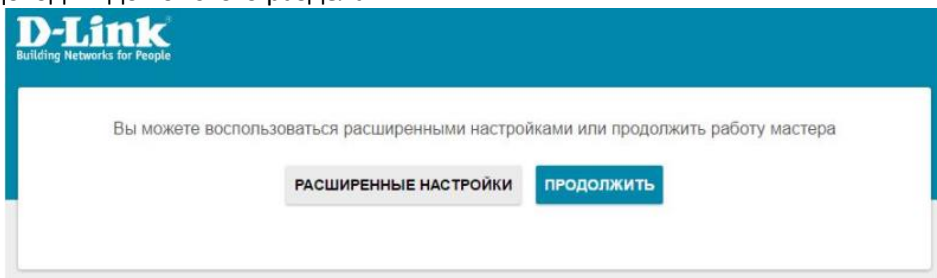 D-Link
Building Networks for People
Вы можете воспользоваться расширенными настройками или продолжить работу мастера
РАСШИРЕННЫЕ НАСТРОЙКИ ПРОДОЛЖИТЬ